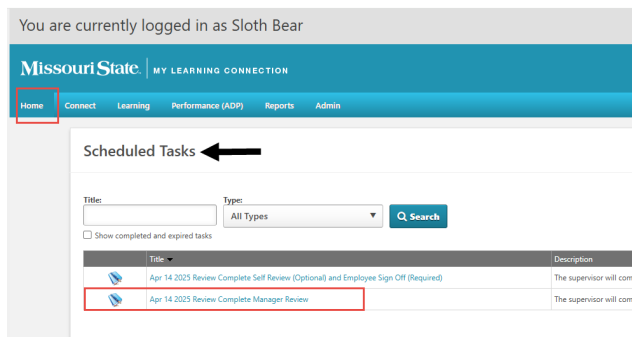 You are currently logged in as Sloth Bear
Missouri State. MY LEARNING CONNECTION
Home Connect Learning Performance (ADP) Reports Admin
Scheduled Tasks
Title: Type:
All Types Search
Show completed and expired tasks
Title Description
Apr 14 2025 Review Complete Self Review (Optional) and Employee Sign Off (Required) The supervisor will com
Apr 14 2025 Review Complete Manager Review The supervisor will com